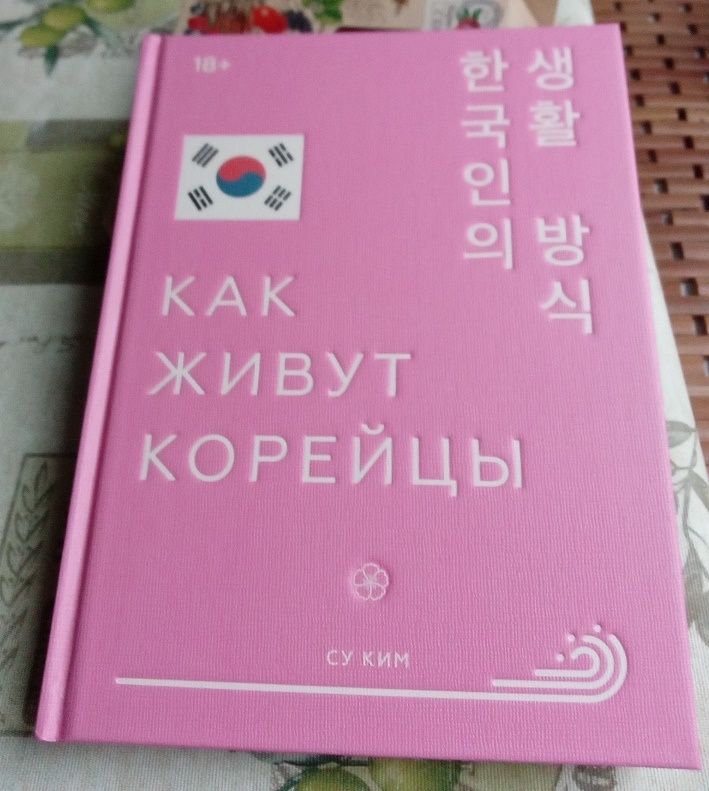 18+
한국인의
생활 방식
КАК
ЖИВУТ
КОРЕЙЦЫ
СУ КИМ